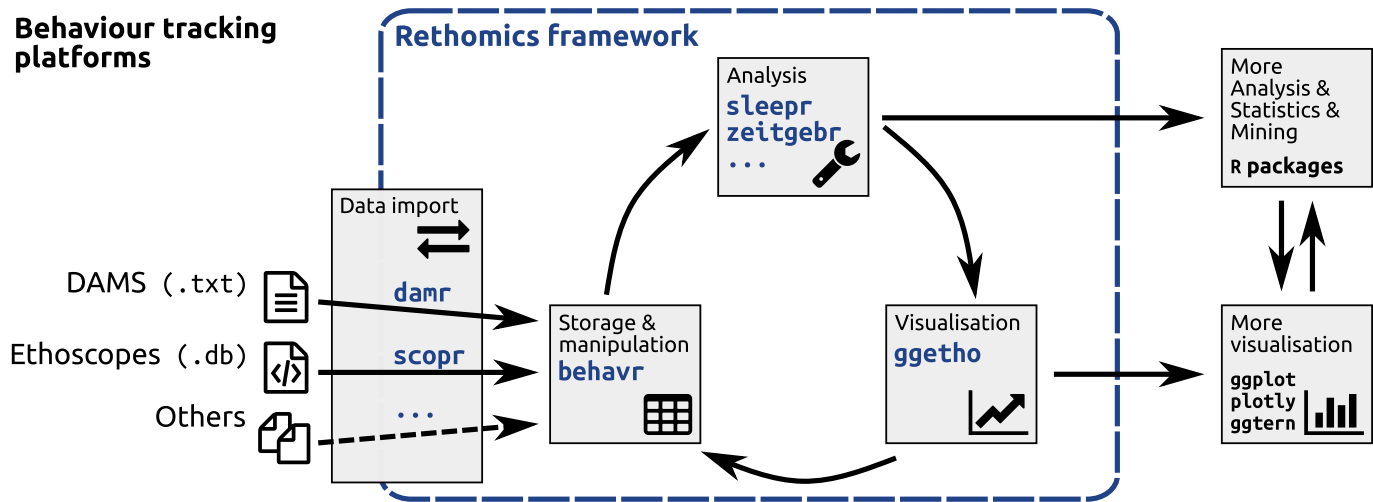 Behaviour tracking
platforms
Rethomics framework
Analysis
sleepr
zeitgebr
...
More
Analysis &
Statistics &
Mining
R packages
Data import
DAMS (.txt)
damr
Ethoscopes (.db)
scopr
Others
...
Storage &
manipulation
behavr
Visualisation
ggetho
More
visualisation
ggplot
plotly
ggtern